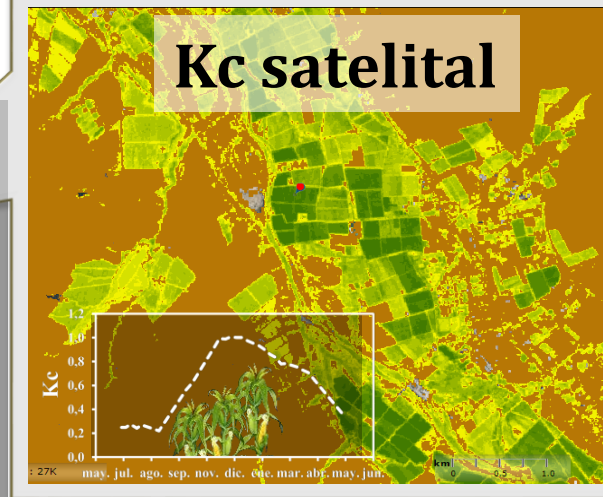 Kc satelital
1.2
1,0
0,8
0,6
0,4
0,2
0,0
Kc
may. jul. ago. sep. nov. dic. ene. mar. abr. may. jun.
: 27K
km
0 0.5 1.0